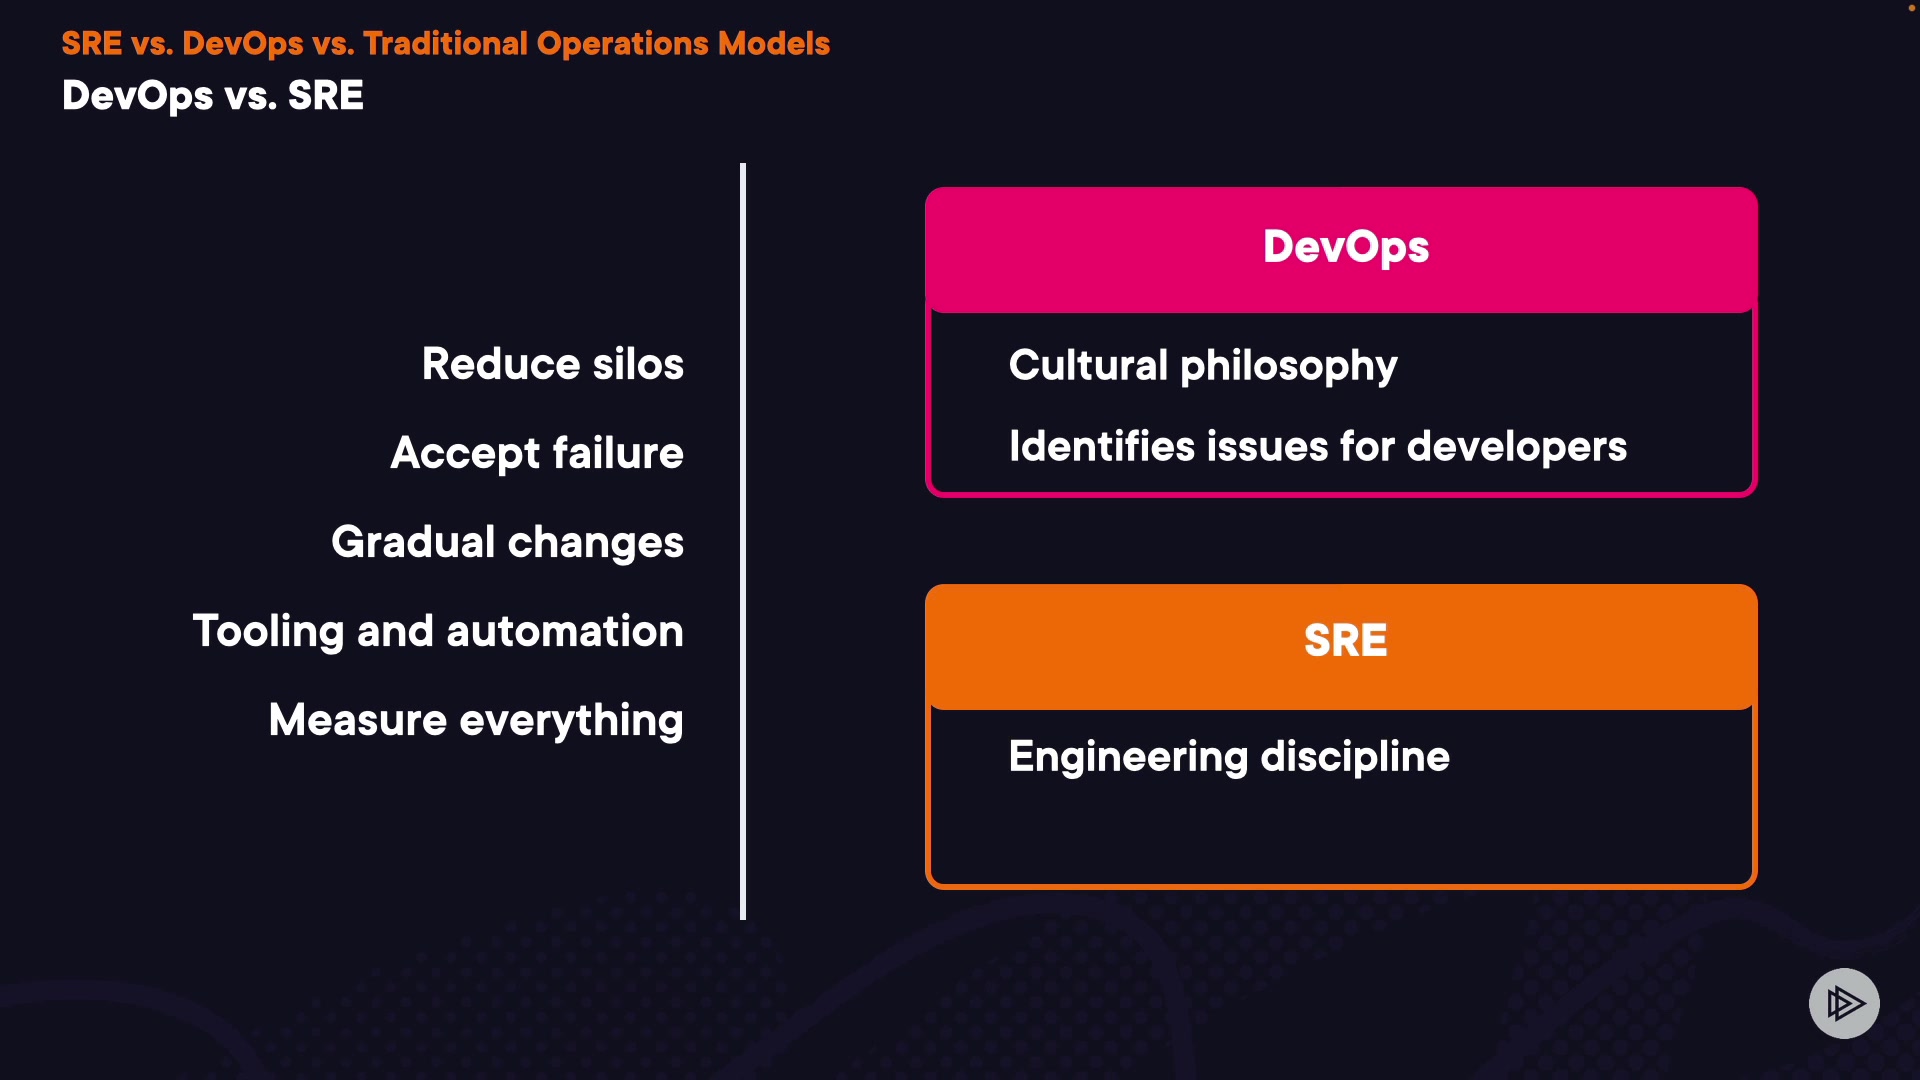 SRE vs. DevOps vs. Traditional Operations Models
DevOps vs. SRE
Reduce silos
Accept failure
Gradual changes
Tooling and automation
Measure everything
DevOps
Cultural philosophy
Identifies issues for developers
SRE
Engineering discipline